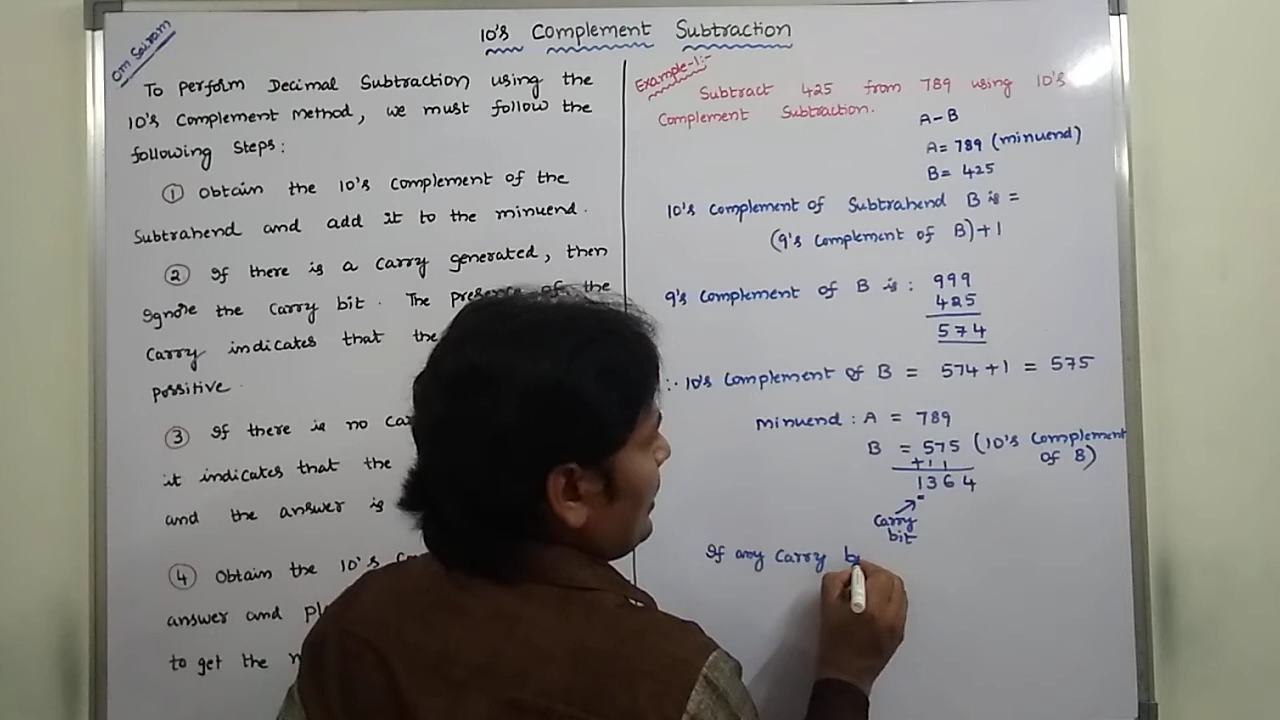 Om Sairam
10's Complement Subtraction
To perform Decimal Subtraction using the
10's Complement Method, we must follow the
following Steps:
① Obtain the 10's Complement of the
Subtrahend and add it to the minuend.
② If there is a Carry generated, then
Ignore the Carry bit. The presence of the
Carry indicates that the
possitive.
③ If there is no
it indicates that the
and the answer is
④ Obtain the 10's
answer and
to get the
Example-1:-
Subtract 425 from 789 using 10's
Complement Subtraction.
A-B
A= 789 (minuend)
B= 425
10's Complement of Subtrahend B is =
(9's Complement of B)+1
9's Complement of B is: 999
425
574
∴ 10's Complement of B = 574+1 = 575
Minuend : A = 789
B = 575 (10's Complement
of B)
+11
1364
Carry
bit
If any Carry